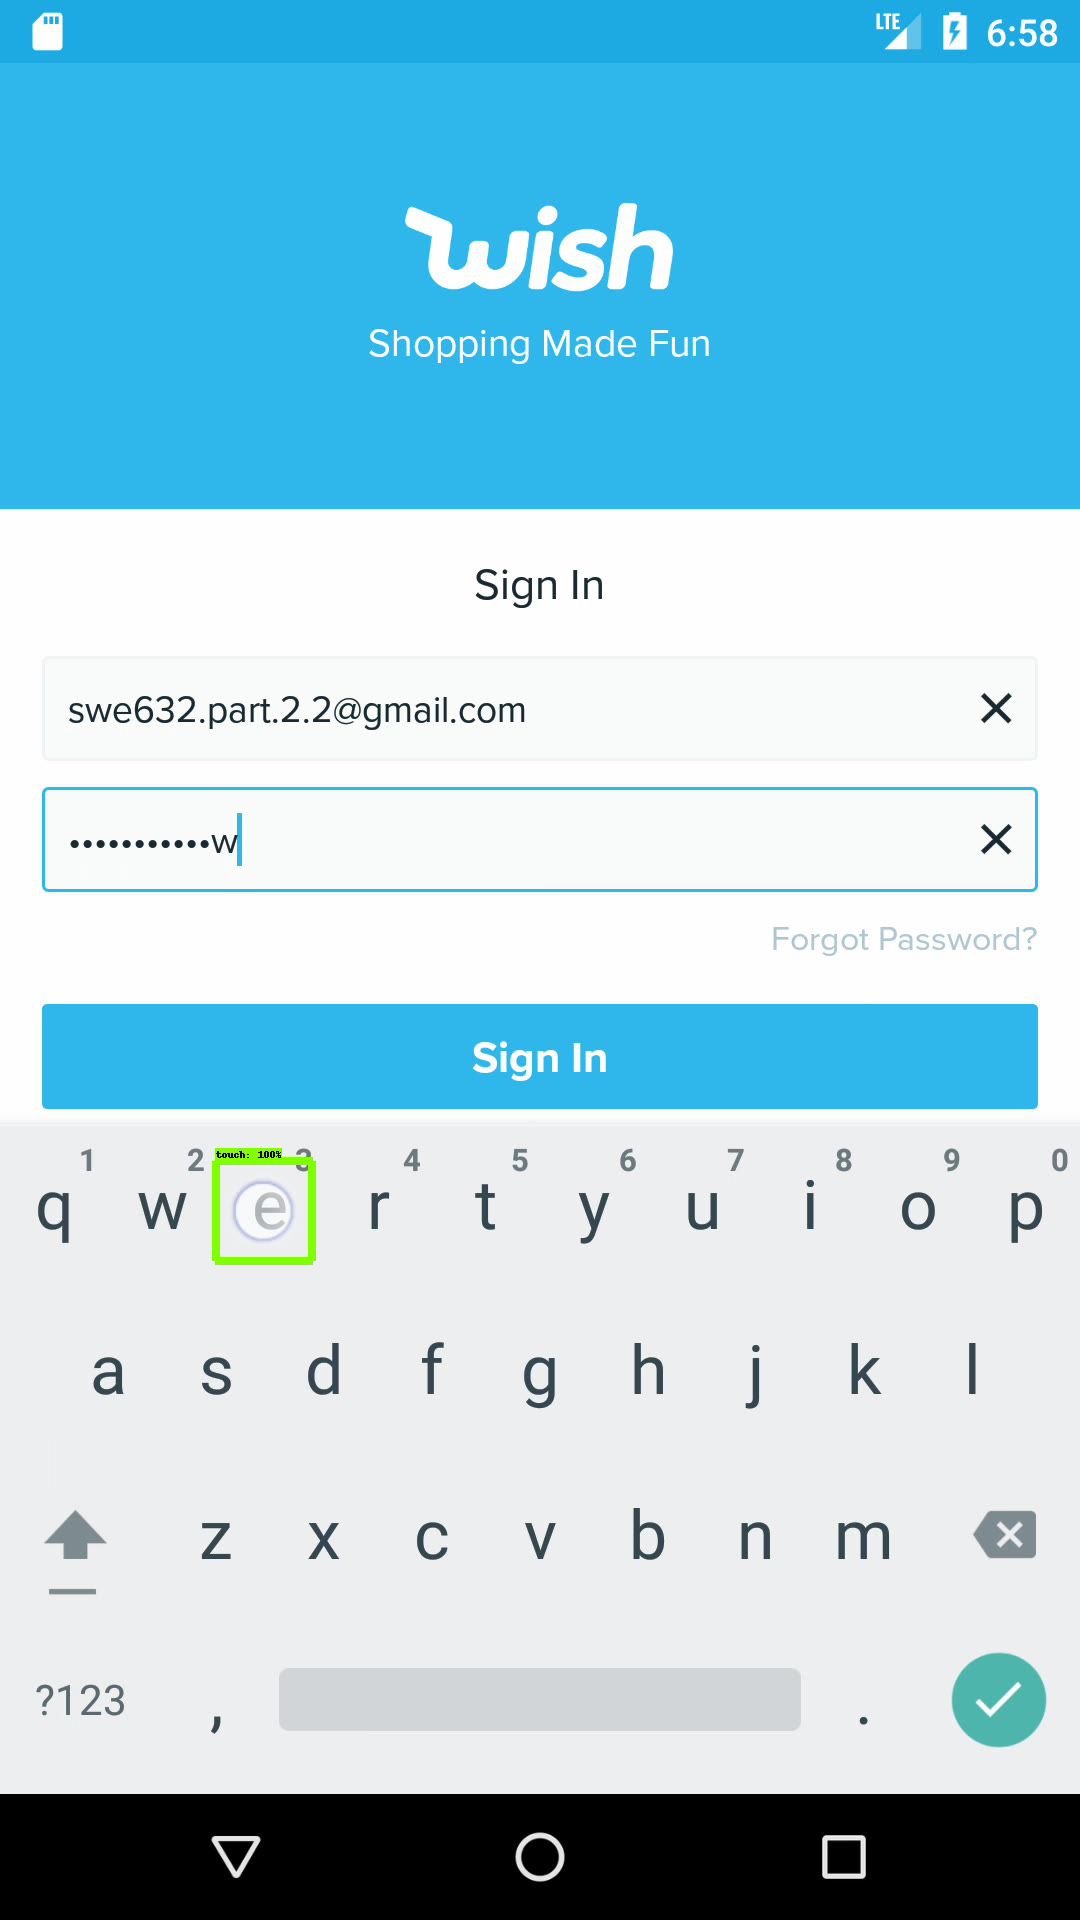 LTE 6:58
wish
Shopping Made Fun
Sign In
swe632.part.2.2@gmail.com
•••••••••••w
Forgot Password?
Sign In
touch: 100%
1 2 3 4 5 6 7 8 9 0
q w e r t y u i o p
a s d f g h j k l
z x c v b n m
?123 , .